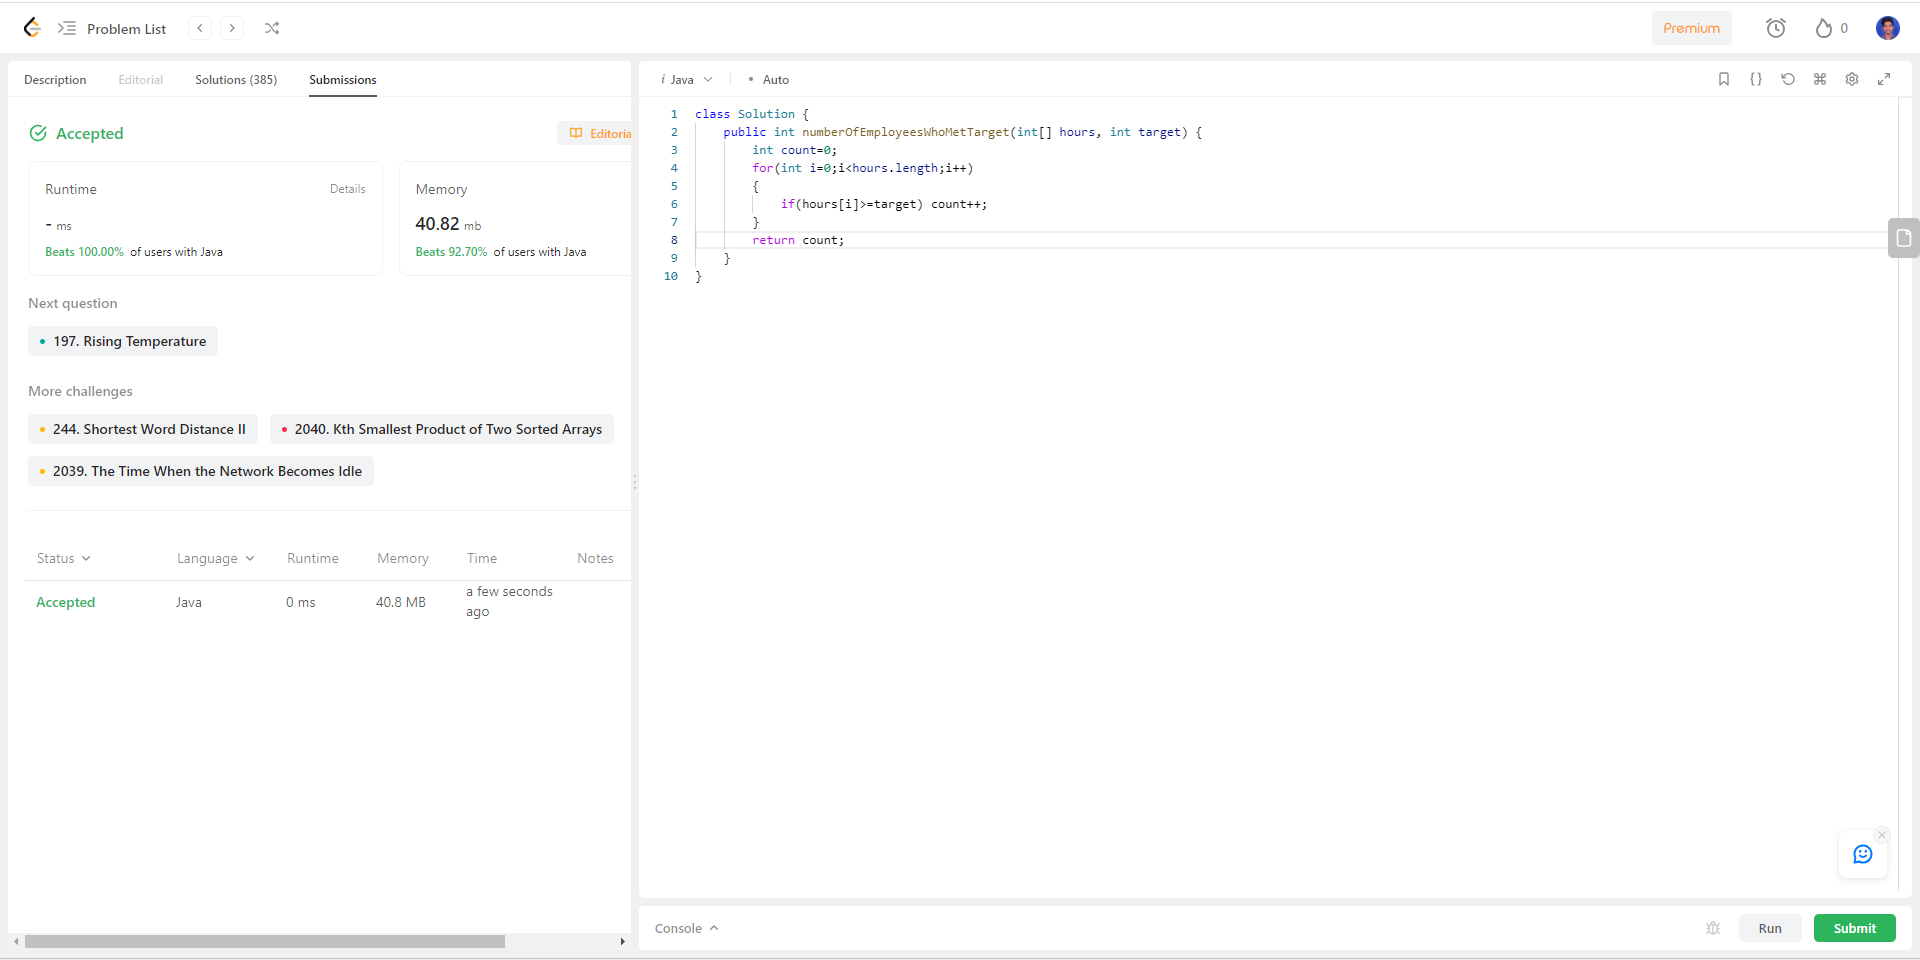 Problem List
Premium
0
Description Editorial Solutions (385) Submissions
Accepted
Editoria
Runtime Details
- ms
Beats 100.00% of users with Java
Memory
40.82 mb
Beats 92.70% of users with Java
Next question
197. Rising Temperature
More challenges
244. Shortest Word Distance II
2040. Kth Smallest Product of Two Sorted Arrays
2039. The Time When the Network Becomes Idle
Status Language Runtime Memory Time Notes
Accepted Java 0 ms 40.8 MB a few seconds
ago
i Java • Auto
1 class Solution {
2 public int numberOfEmployeesWhoMetTarget(int[] hours, int target) {
3 int count=0;
4 for(int i=0;i<hours.length;i++)
5 {
6 if(hours[i]>=target) count++;
7 }
8 return count;
9 }
10 }
Console
Run
Submit